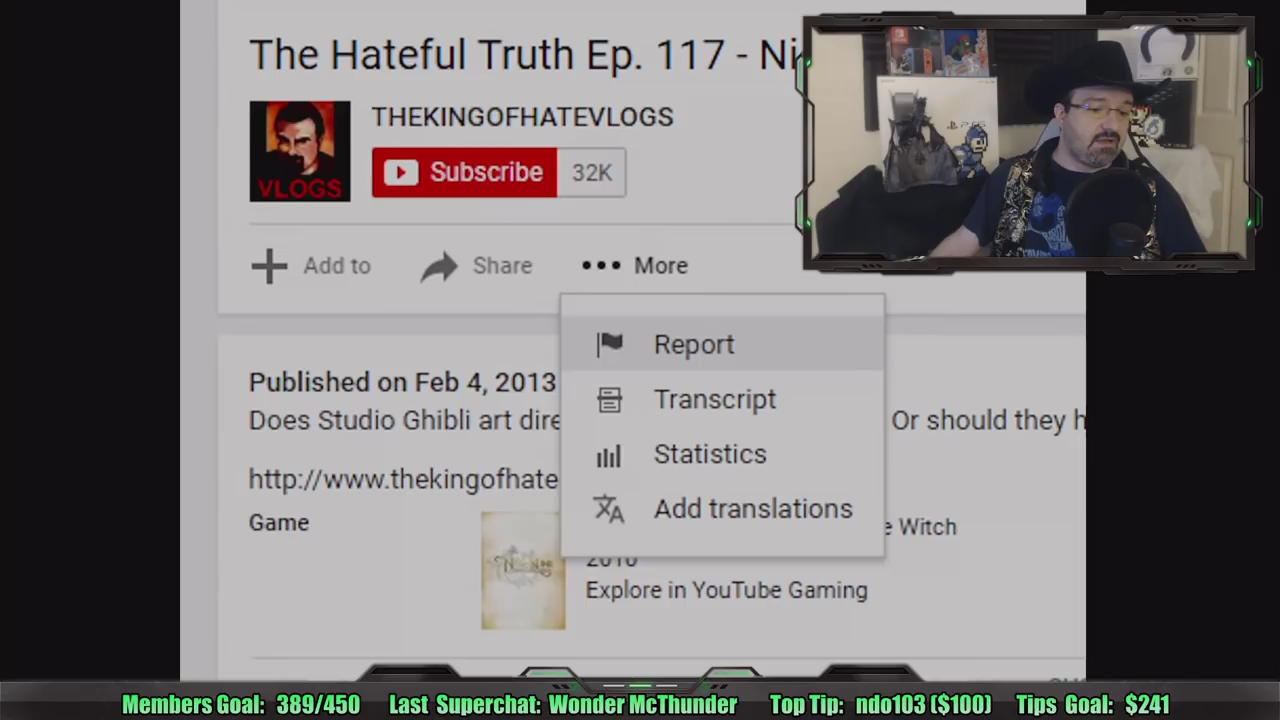 The Hateful Truth Ep. 117 - Ni
THEKINGOFHATEVLOGS
VLOGS
Subscribe 32K
Add to Share More
Report
Transcript
Statistics
Add translations
Published on Feb 4, 2013
Does Studio Ghibli art dire Or should they h
http://www.thekingofhate
Game
e Witch
2010
Explore in YouTube Gaming
Members Goal: 389/450 Last Superchat: Wonder McThunder Top Tip: ndo103 ($100) Tips Goal: $241